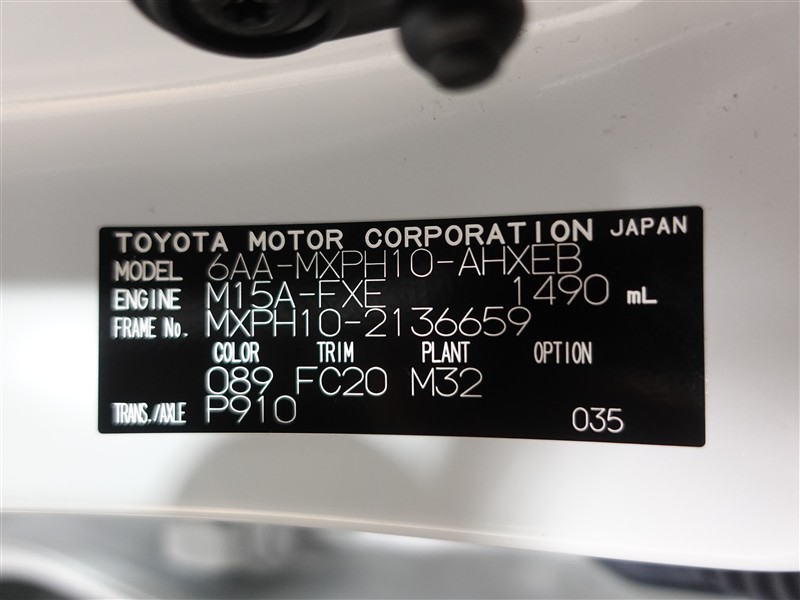 TOYOTA MOTOR CORPORATION JAPAN
MODEL 6AA-MXPH10-AHXEB
ENGINE M15A-FXE 1490 mL
FRAME No. MXPH10-2136659
COLOR TRIM PLANT OPTION
089 FC20 M32
TRANS./AXLE P910 035